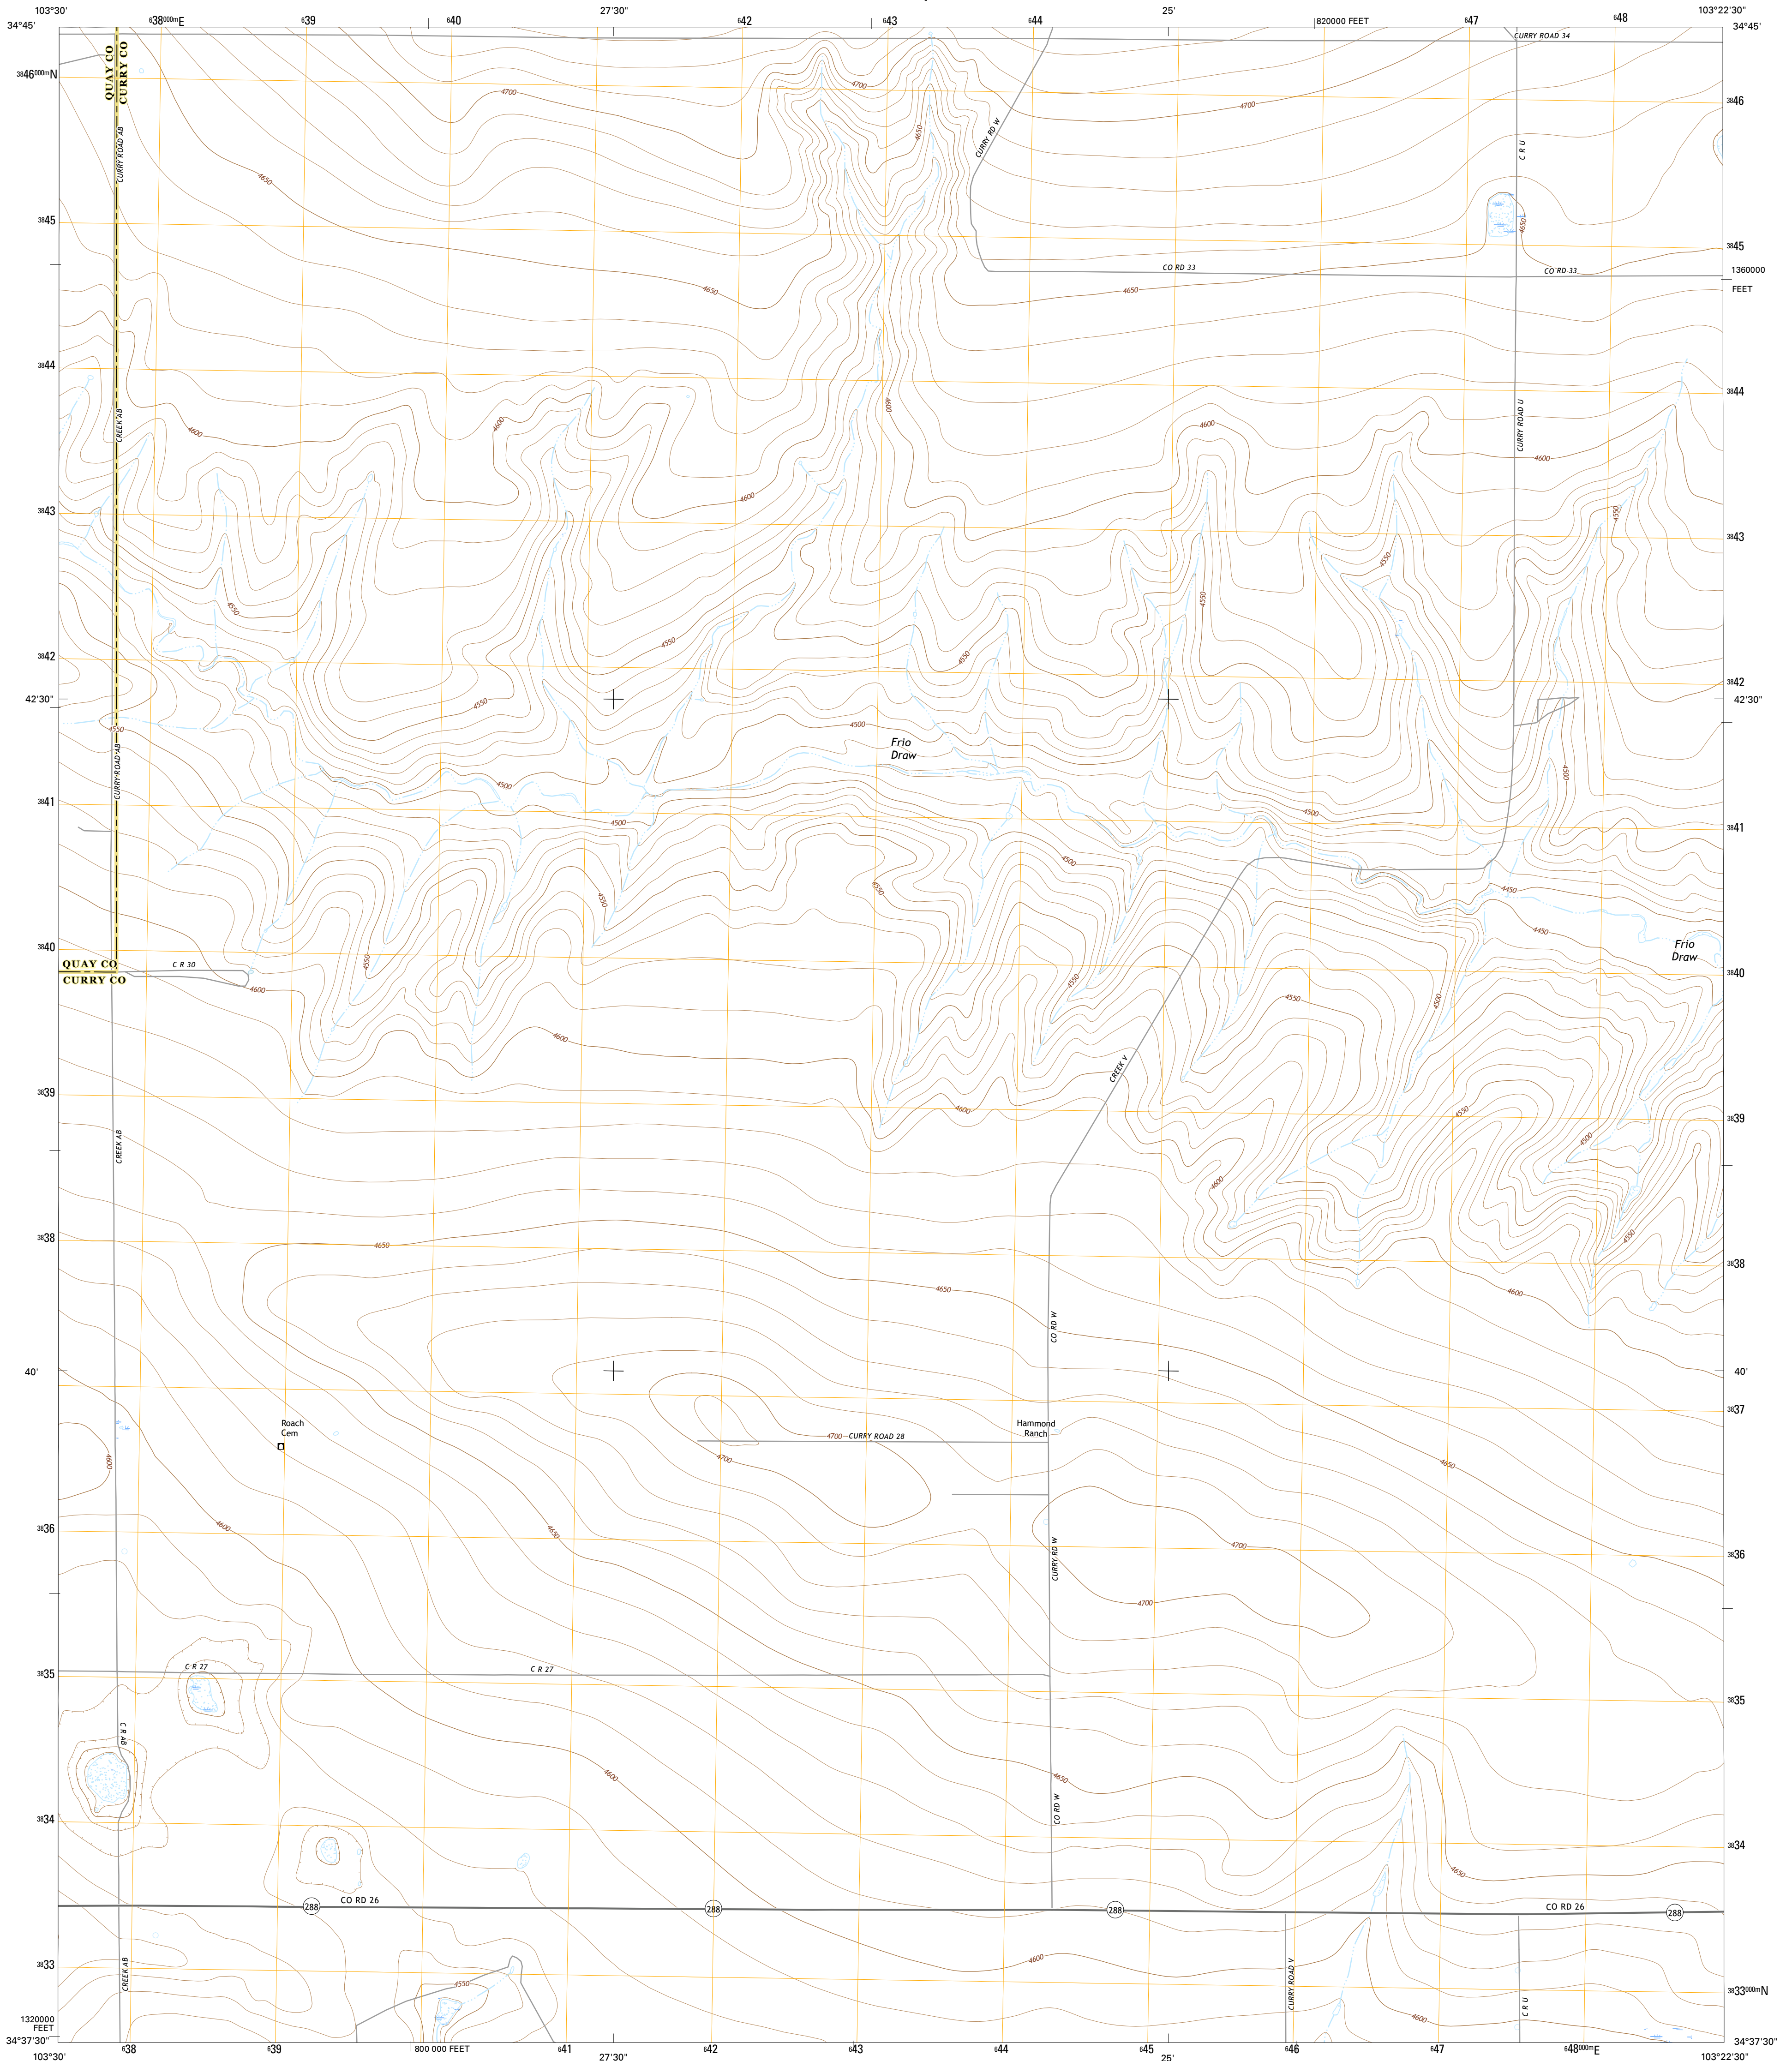 103°30'
⁶38⁰⁰⁰ᵐE
⁶39
⁶40
27'30"
⁶42
⁶43
⁶44
25'
820000 FEET
⁶47
⁶48
103°22'30"
34°45'
34°45'
CURRY ROAD 34
QUAY CO
CURRY CO
³⁸46⁰⁰⁰ᵐN
4700
4700
4700
³⁸46
CURRY ROAD AB
4650
4650
CURRY RD W
C R U
4650
³⁸45
³⁸45
CO RD 33
CO RD 33
1360000
FEET
4650
4650
³⁸44
³⁸44
CREEK AB
4600
4600
4600
4600
CURRY ROAD U
4600
4600
³⁸43
4550
³⁸43
4550
4550
4550
4550
4550
³⁸42
³⁸42
42'30"
42'30"
4550
4550
4500
Frio
Draw
CURRY ROAD AB
4500
4500
³⁸41
4500
4500
³⁸41
4500
4550
4550
4450
4450
³⁸40
Frio
Draw
QUAY CO
CURRY CO
C R 30
4550
4600
4550
4550
4500
³⁸40
4600
CREEK V
³⁸39
4600
4550
³⁸39
CREEK AB
4500
4600
4550
³⁸38
4650
4650
³⁸38
4600
CO RD W
40'
40'
³⁸37
Roach
Cem
Hammond
Ranch
4700
CURRY ROAD 28
4600
4700
4650
4600
4650
³⁸36
4700
³⁸36
CURRY RD W
4700
³⁸35
C R 27
C R 27
³⁸35
C R AB
4600
4650
CO RD W
³⁸34
³⁸34
4650
CO RD 26
288
288
288
CO RD 26
288
³⁸33
CREEK AB
4550
4600
CURRY ROAD V
C R U
³⁸33⁰⁰⁰ᵐN
4600
1320000
FEET
34°37'30"
34°37'30"
103°30'
⁶38
⁶39
800 000 FEET
⁶41
27'30"
⁶42
⁶43
⁶44
25'
⁶46
⁶47
⁶48⁰⁰⁰ᵐE
103°22'30"